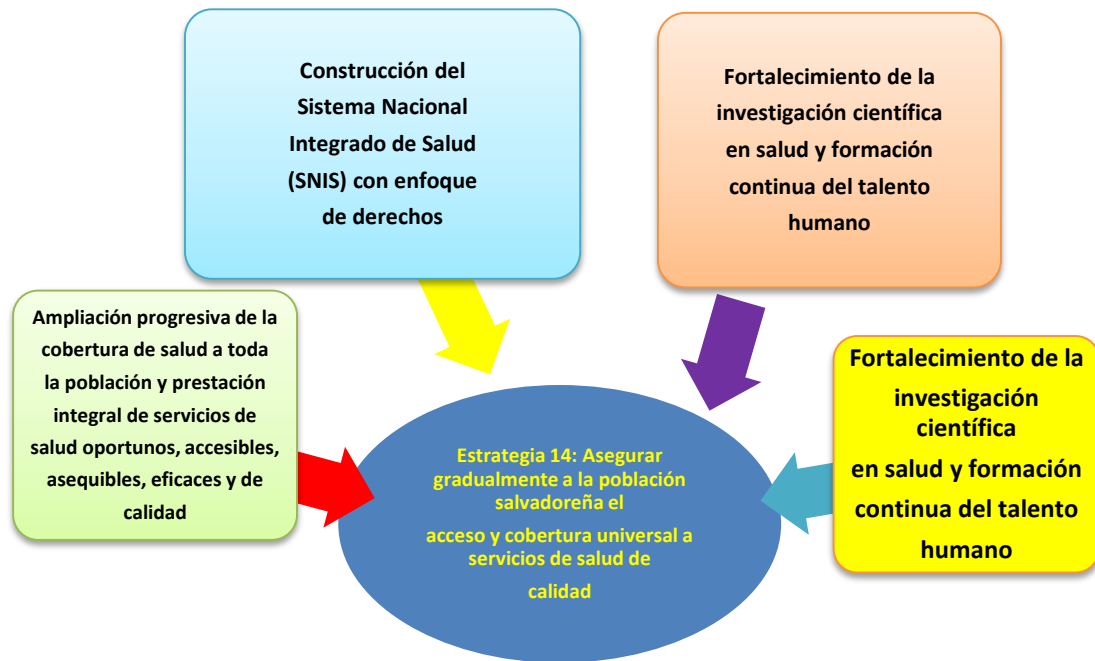 Construcción del
Sistema Nacional
Integrado de Salud
(SNIS) con enfoque
de derechos
Fortalecimiento de la
investigación científica
en salud y formación
continua del talento
humano
Ampliación progresiva de la
cobertura de salud a toda
la población y prestación
integral de servicios de
salud oportunos, accesibles,
asequibles, eficaces y de
calidad
Fortalecimiento de la
investigación
científica
en salud y formación
continua del talento
humano
Estrategia 14: Asegurar
gradualmente a la población
salvadoreña el
acceso y cobertura universal a
servicios de salud de
calidad